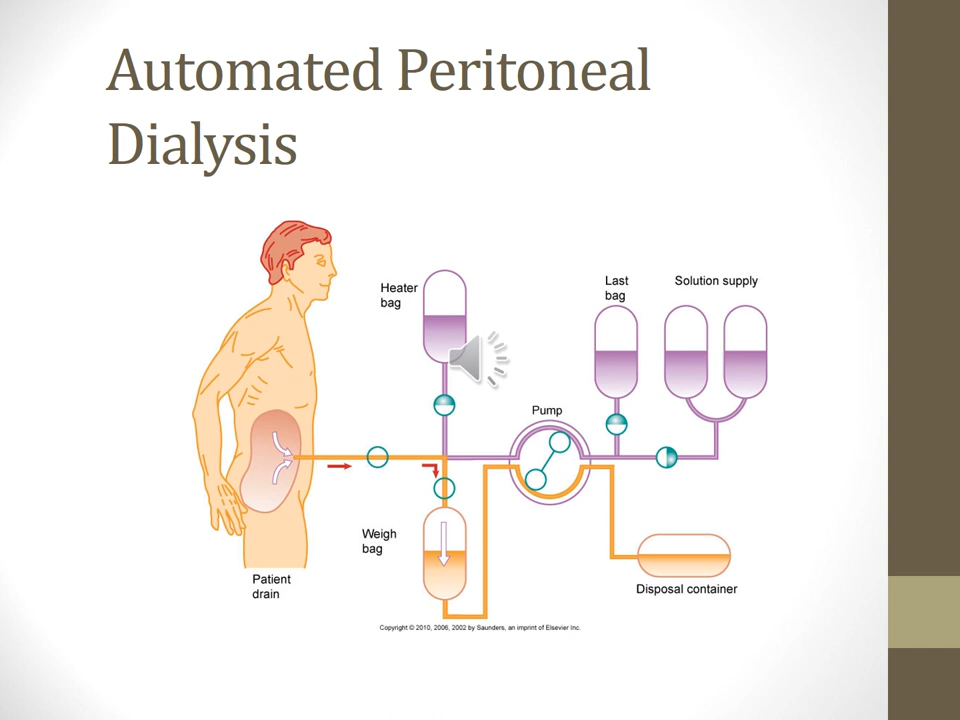 Automated Peritoneal
Dialysis
Heater
bag
Last
bag
Solution supply
Pump
Weigh
bag
Patient
drain
Disposal container
Copyright © 2010, 2006, 2002 by Saunders, an imprint of Elsevier Inc.